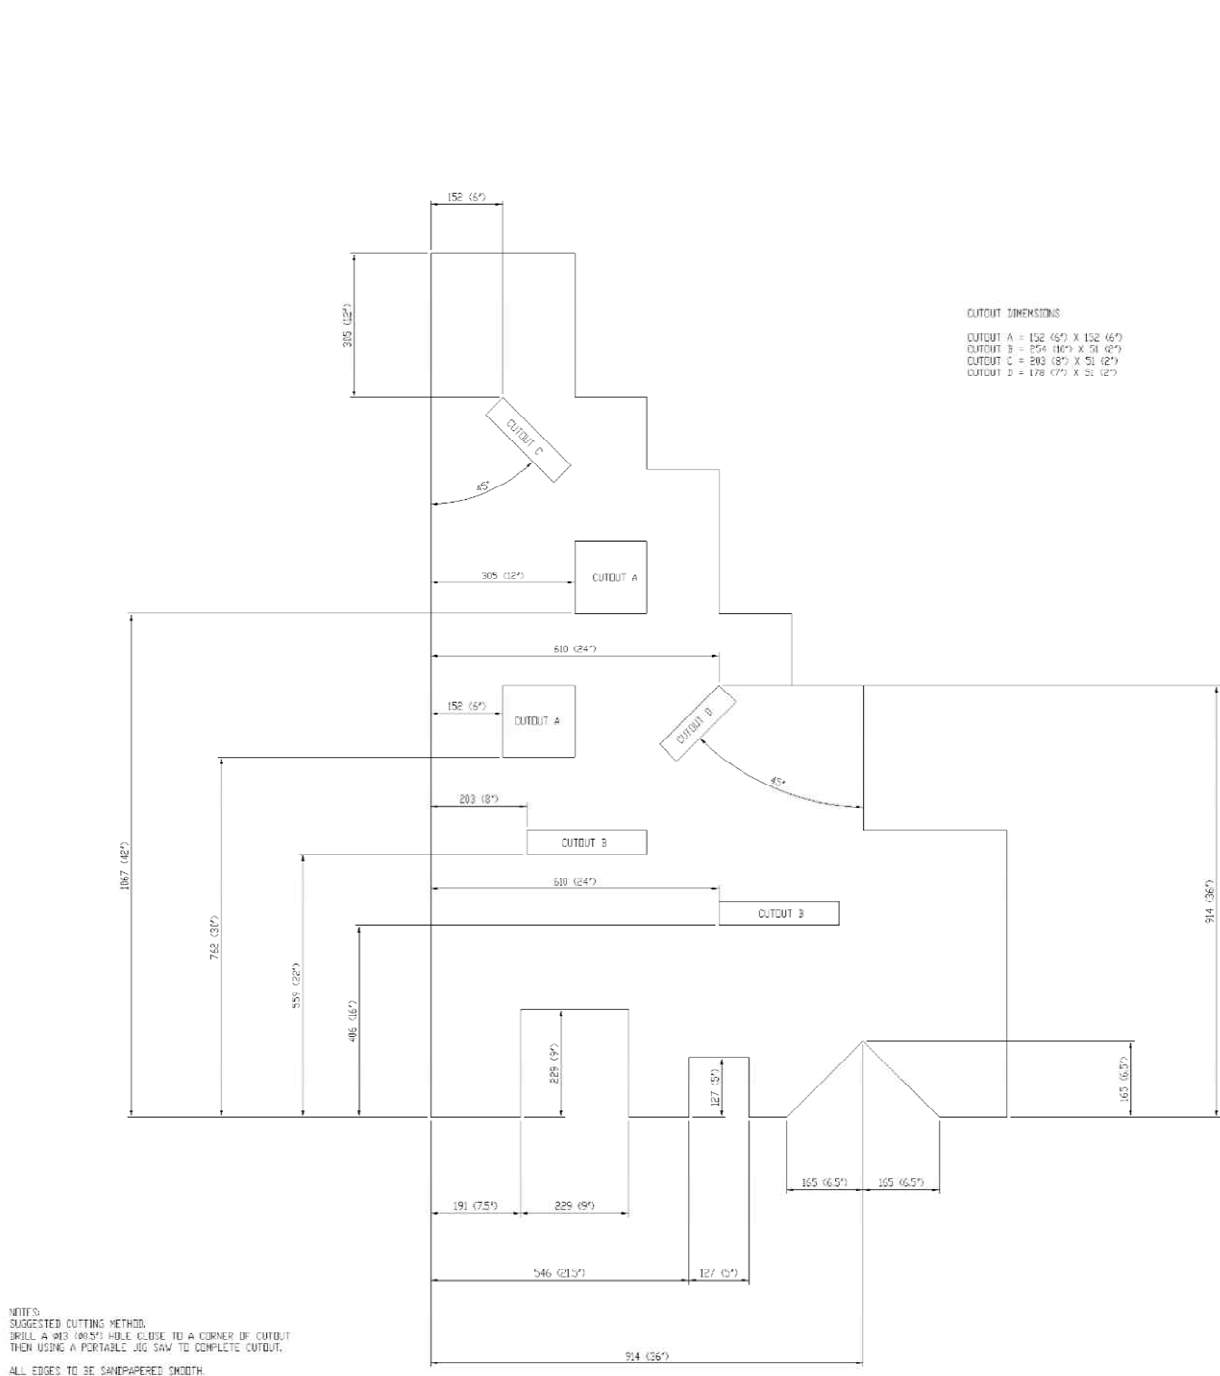 152 (6")
305 (12")
CUTOUT DIMENSIONS
CUTOUT A = 152 (6") X 152 (6")
CUTOUT B = 254 (10") X 51 (2")
CUTOUT C = 203 (8") X 51 (2")
CUTOUT D = 178 (7") X 51 (2")
CUTOUT C
45°
305 (12")
CUTOUT A
610 (24")
152 (6")
CUTOUT A
CUTOUT D
45°
203 (8")
CUTOUT B
1067 (42")
610 (24")
914 (36")
CUTOUT B
762 (30")
559 (22")
406 (16")
229 (9")
127 (5")
165 (6.5")
165 (6.5")
165 (6.5")
191 (7.5")
229 (9")
546 (21.5")
127 (5")
914 (36")
NOTES:
SUGGESTED CUTTING METHOD.
DRILL A ø13 (ø0.5") HOLE CLOSE TO A CORNER OF CUTOUT
THEN USING A PORTABLE JIG SAW TO COMPLETE CUTOUT.
ALL EDGES TO BE SANDPAPERED SMOOTH.